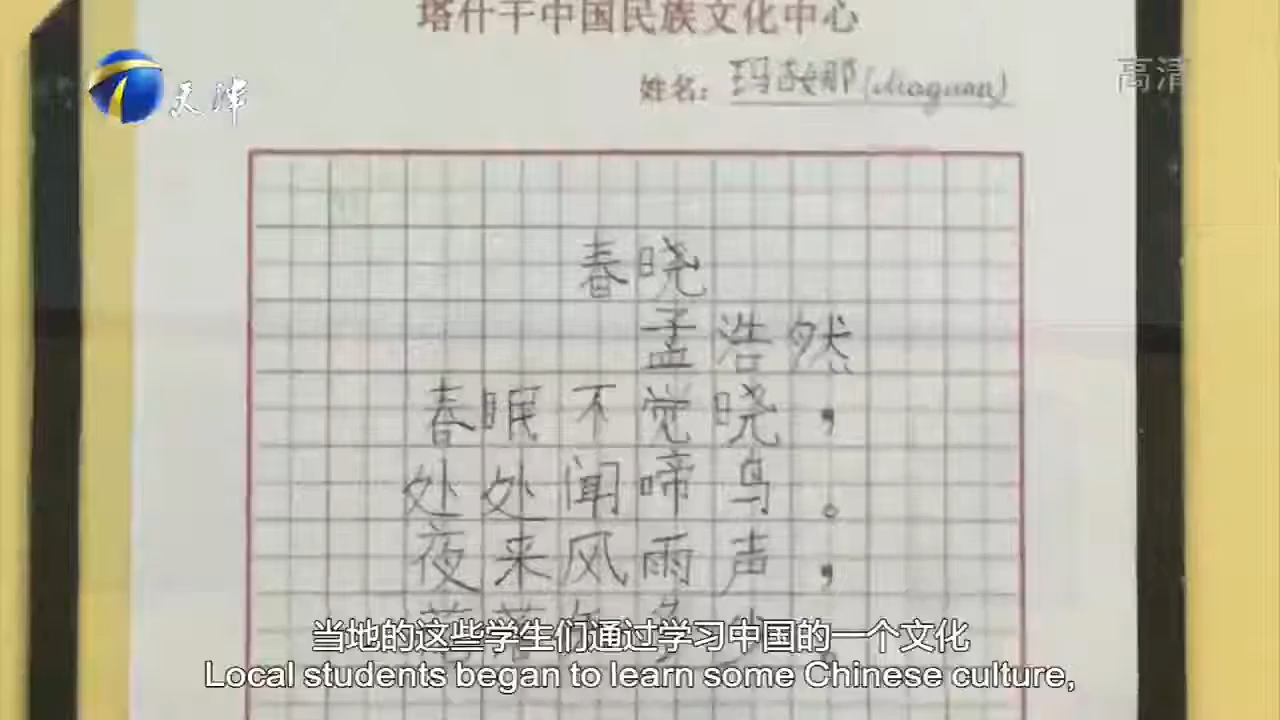 塔什干中国民族文化中心
天津
高清
姓名：
春晓
孟浩然
春眠不觉晓，
处处闻啼鸟。
夜来风雨声，
当地的这些学生们通过学习中国的一个文化
Local students began to learn some Chinese culture,